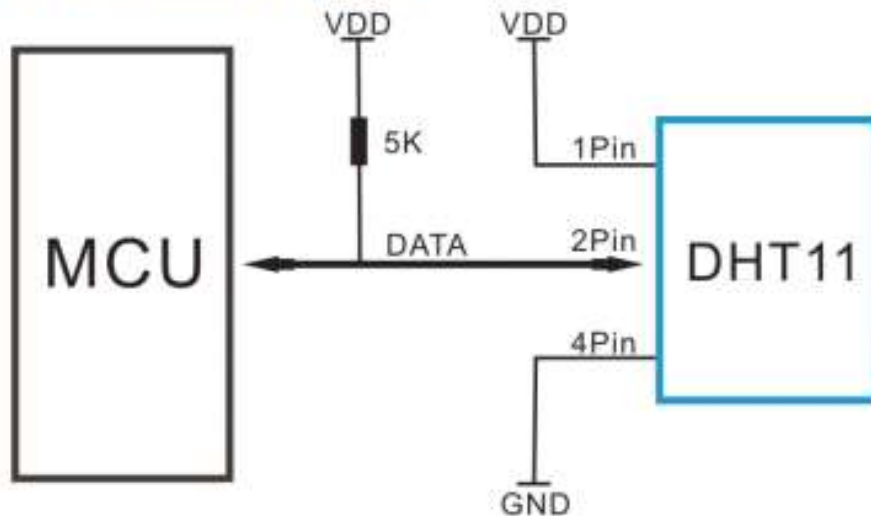 VDD
VDD
5K
1Pin
MCU
DATA
2Pin
DHT11
4Pin
GND